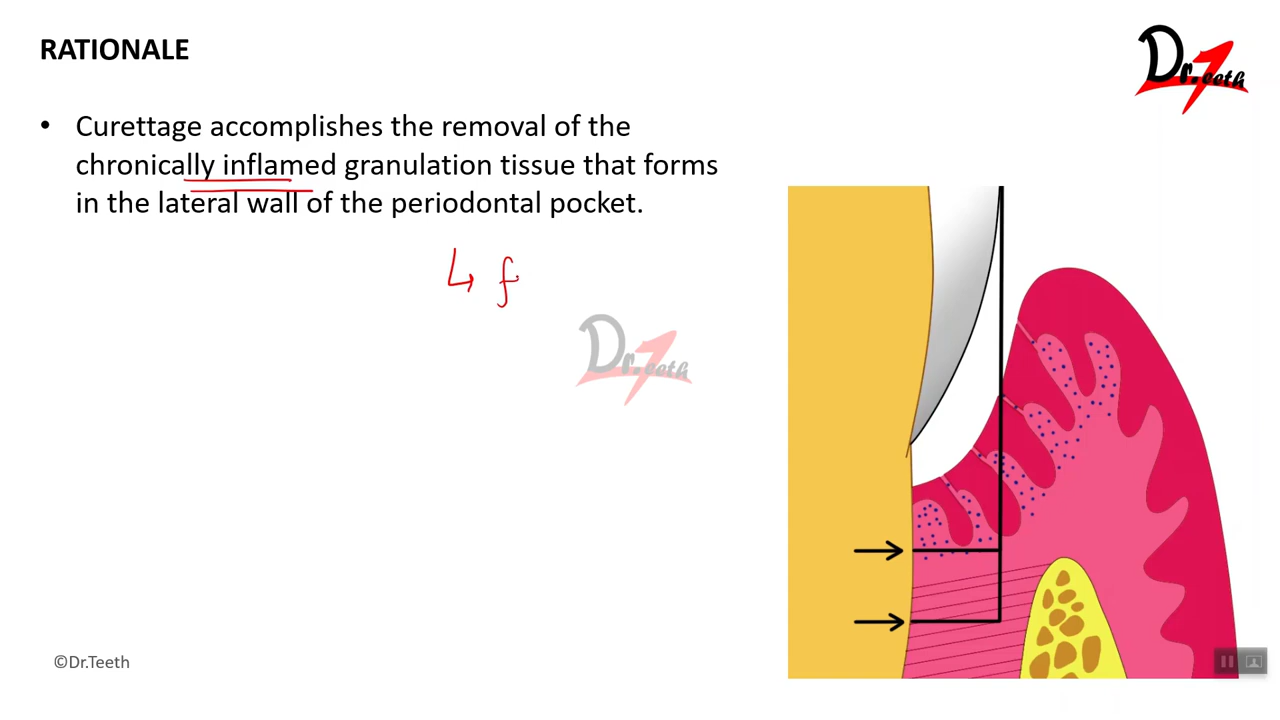 RATIONALE
Dr. Teeth
• Curettage accomplishes the removal of the
chronically inflamed granulation tissue that forms
in the lateral wall of the periodontal pocket.
↳ f
Dr. Teeth
©Dr.Teeth